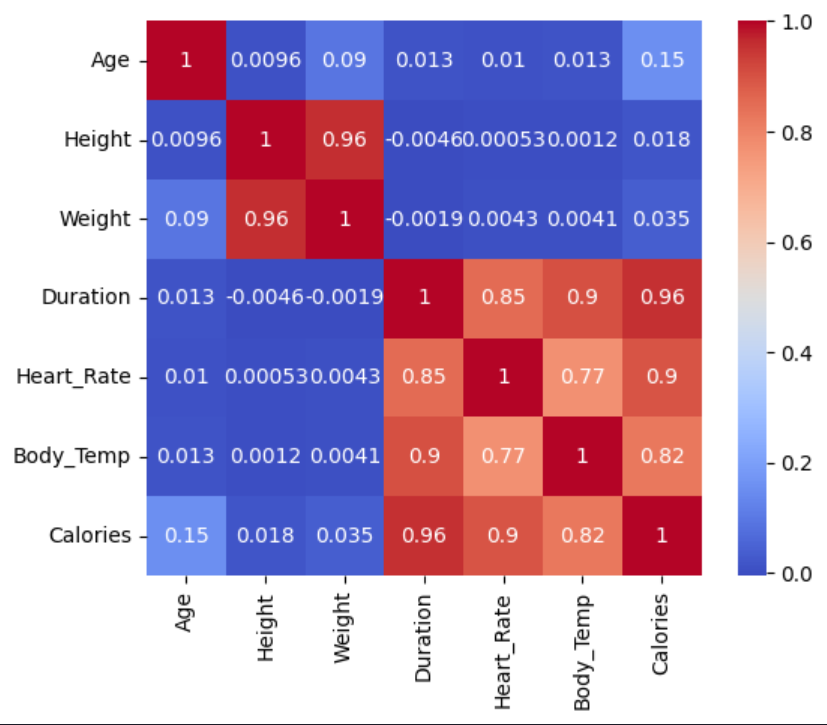 Age 1 0.0096 0.09 0.013 0.01 0.013 0.15
Height 0.0096 1 0.96 -0.0046 0.00053 0.0012 0.018
Weight 0.09 0.96 1 -0.0019 0.0043 0.0041 0.035
Duration 0.013 -0.0046 -0.0019 1 0.85 0.9 0.96
Heart_Rate 0.01 0.00053 0.0043 0.85 1 0.77 0.9
Body_Temp 0.013 0.0012 0.0041 0.9 0.77 1 0.82
Calories 0.15 0.018 0.035 0.96 0.9 0.82 1
Age Height Weight Duration Heart_Rate Body_Temp Calories
1.0
0.8
0.6
0.4
0.2
0.0